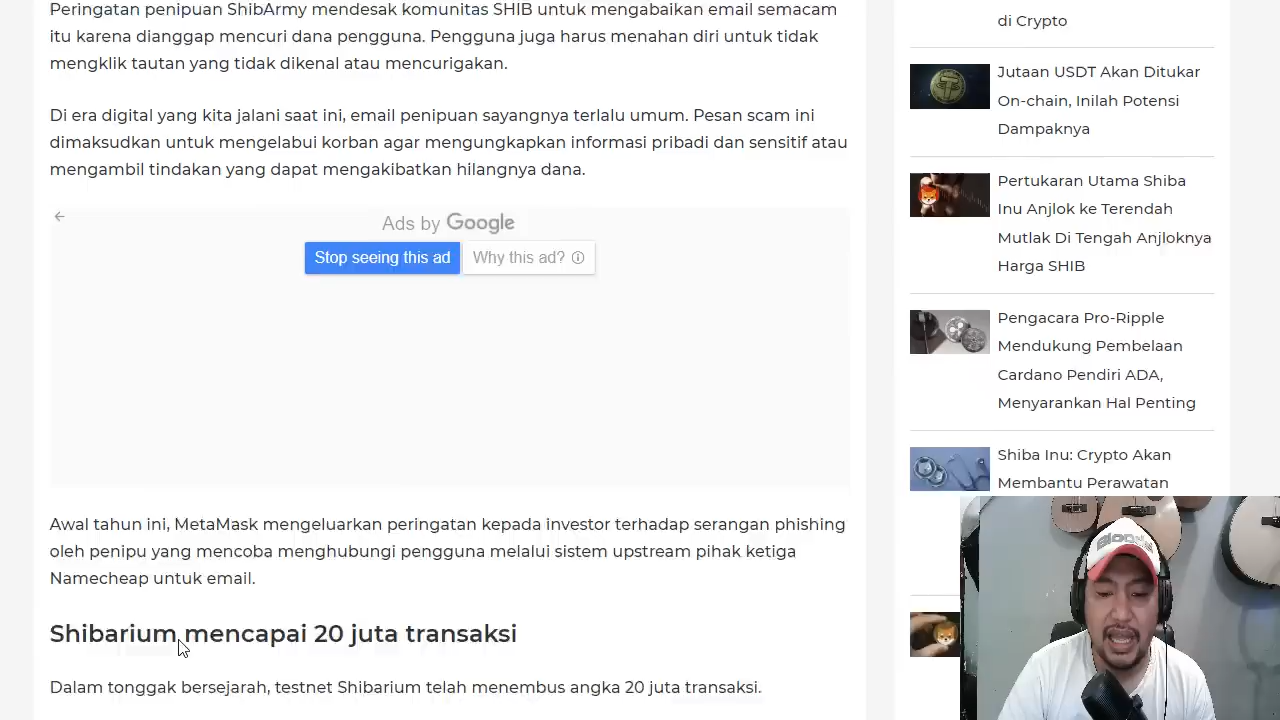 Peringatan penipuan ShibArmy mendesak komunitas SHIB untuk mengabaikan email semacam
itu karena dianggap mencuri dana pengguna. Pengguna juga harus menahan diri untuk tidak
mengklik tautan yang tidak dikenal atau mencurigakan.
Di era digital yang kita jalani saat ini, email penipuan sayangnya terlalu umum. Pesan scam ini
dimaksudkan untuk mengelabui korban agar mengungkapkan informasi pribadi dan sensitif atau
mengambil tindakan yang dapat mengakibatkan hilangnya dana.
Ads by Google
Stop seeing this ad
Why this ad?
Awal tahun ini, MetaMask mengeluarkan peringatan kepada investor terhadap serangan phishing
oleh penipu yang mencoba menghubungi pengguna melalui sistem upstream pihak ketiga
Namecheap untuk email.
Shibarium mencapai 20 juta transaksi
Dalam tonggak bersejarah, testnet Shibarium telah menembus angka 20 juta transaksi.
di Crypto
Jutaan USDT Akan Ditukar
On-chain, Inilah Potensi
Dampaknya
Pertukaran Utama Shiba
Inu Anjlok ke Terendah
Mutlak Di Tengah Anjloknya
Harga SHIB
Pengacara Pro-Ripple
Mendukung Pembelaan
Cardano Pendiri ADA,
Menyarankan Hal Penting
Shiba Inu: Crypto Akan
Membantu Perawatan